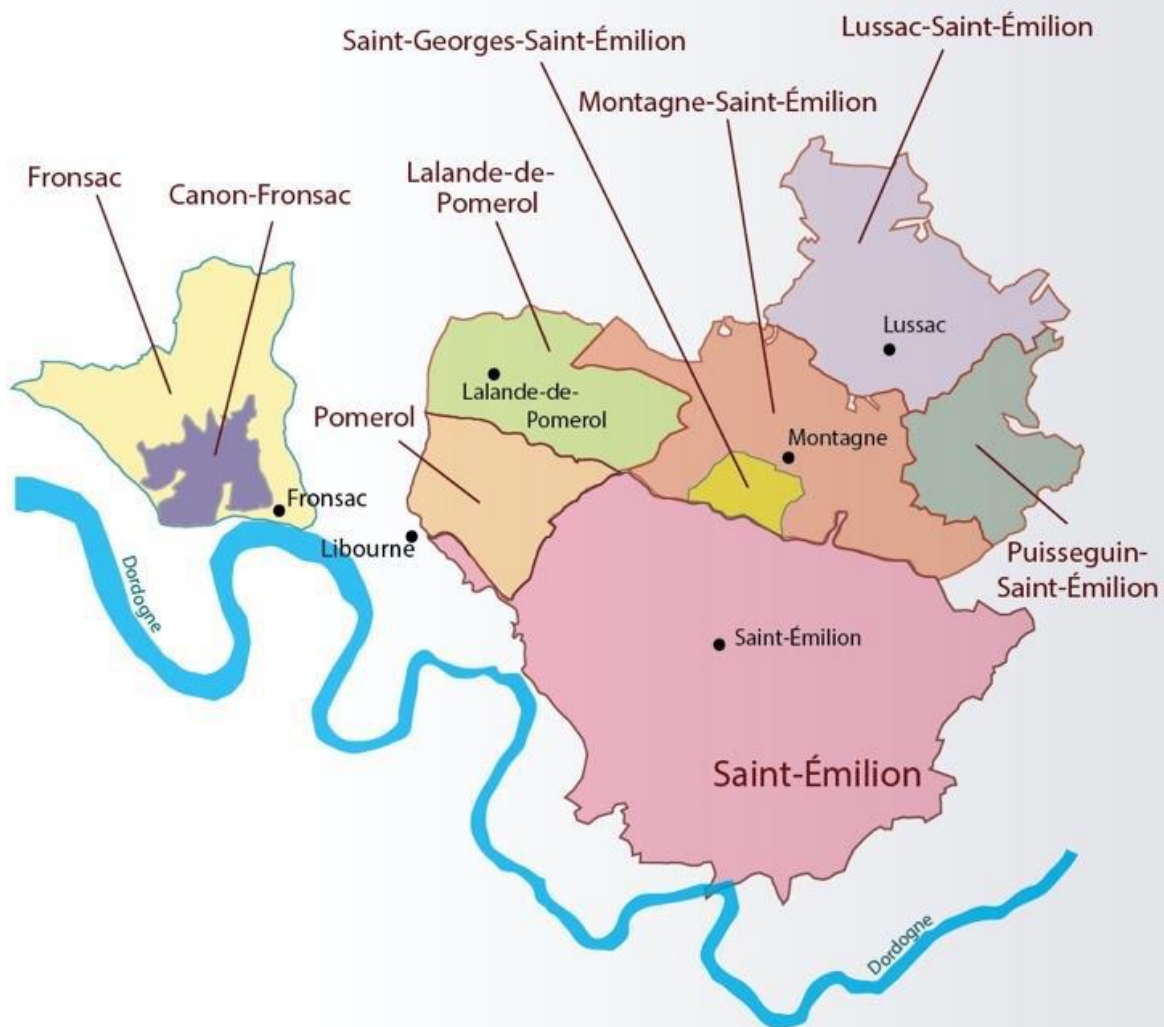 Saint-Georges-Saint-Émilion
Lussac-Saint-Émilion
Montagne-Saint-Émilion
Fronsac
Canon-Fronsac
Lalande-de-
Pomerol
Lussac
Lalande-de-
Pomerol
Pomerol
Montagne
Fronsac
Libourne
Puisseguin-
Saint-Émilion
Dordogne
Saint-Émilion
Saint-Émilion
Dordogne